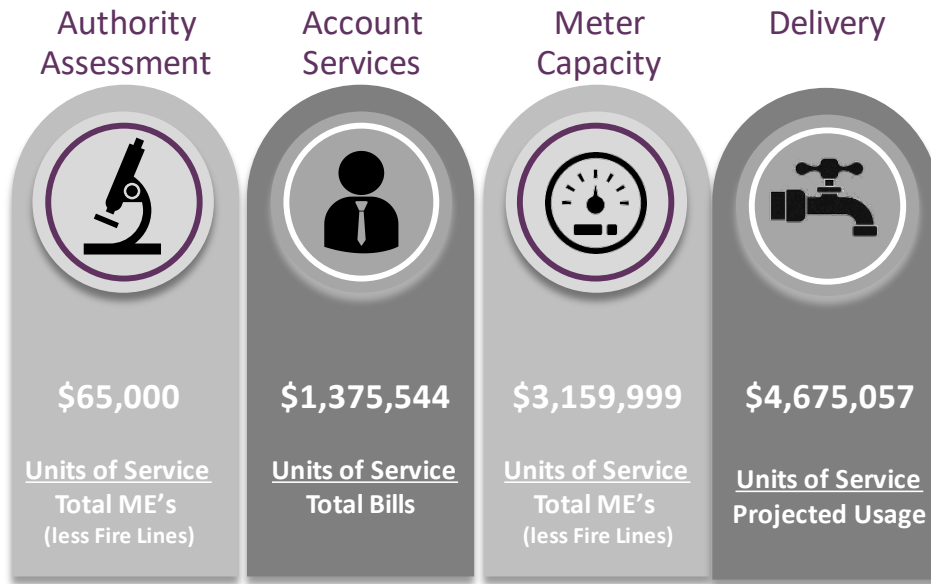 Authority
Assessment
Account
Services
Meter
Capacity
Delivery
$65,000
$1,375,544
$3,159,999
$4,675,057
Units of Service
Total ME’s
(less Fire Lines)
Units of Service
Total Bills
Units of Service
Total ME’s
(less Fire Lines)
Units of Service
Projected Usage